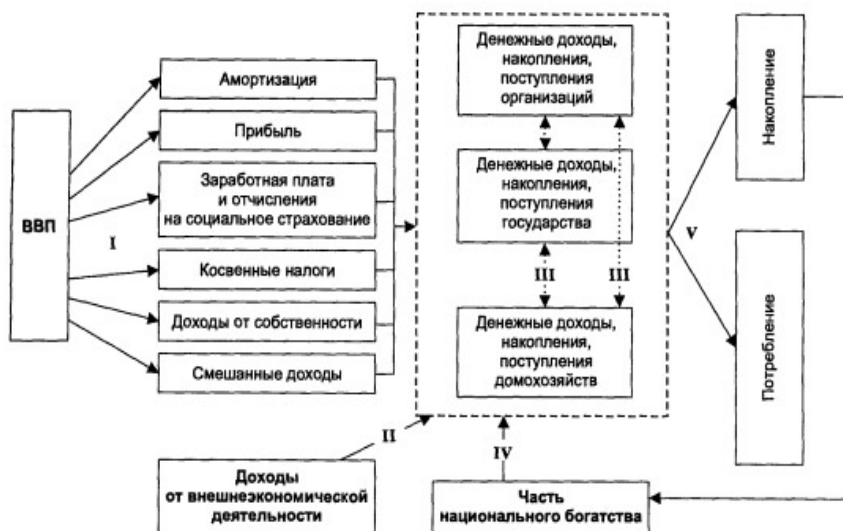 ВВП
I
Амортизация
Прибыль
Заработная плата
и отчисления
на социальное страхование
Косвенные налоги
Доходы от собственности
Смешанные доходы
Денежные доходы,
накопления,
поступления
организаций
Денежные доходы,
накопления,
поступления
государства
III
III
Денежные доходы,
накопления,
поступления
домохозяйств
V
Накопление
Потребление
II
IV
Доходы
от внешнеэкономической
деятельности
Часть
национального богатства